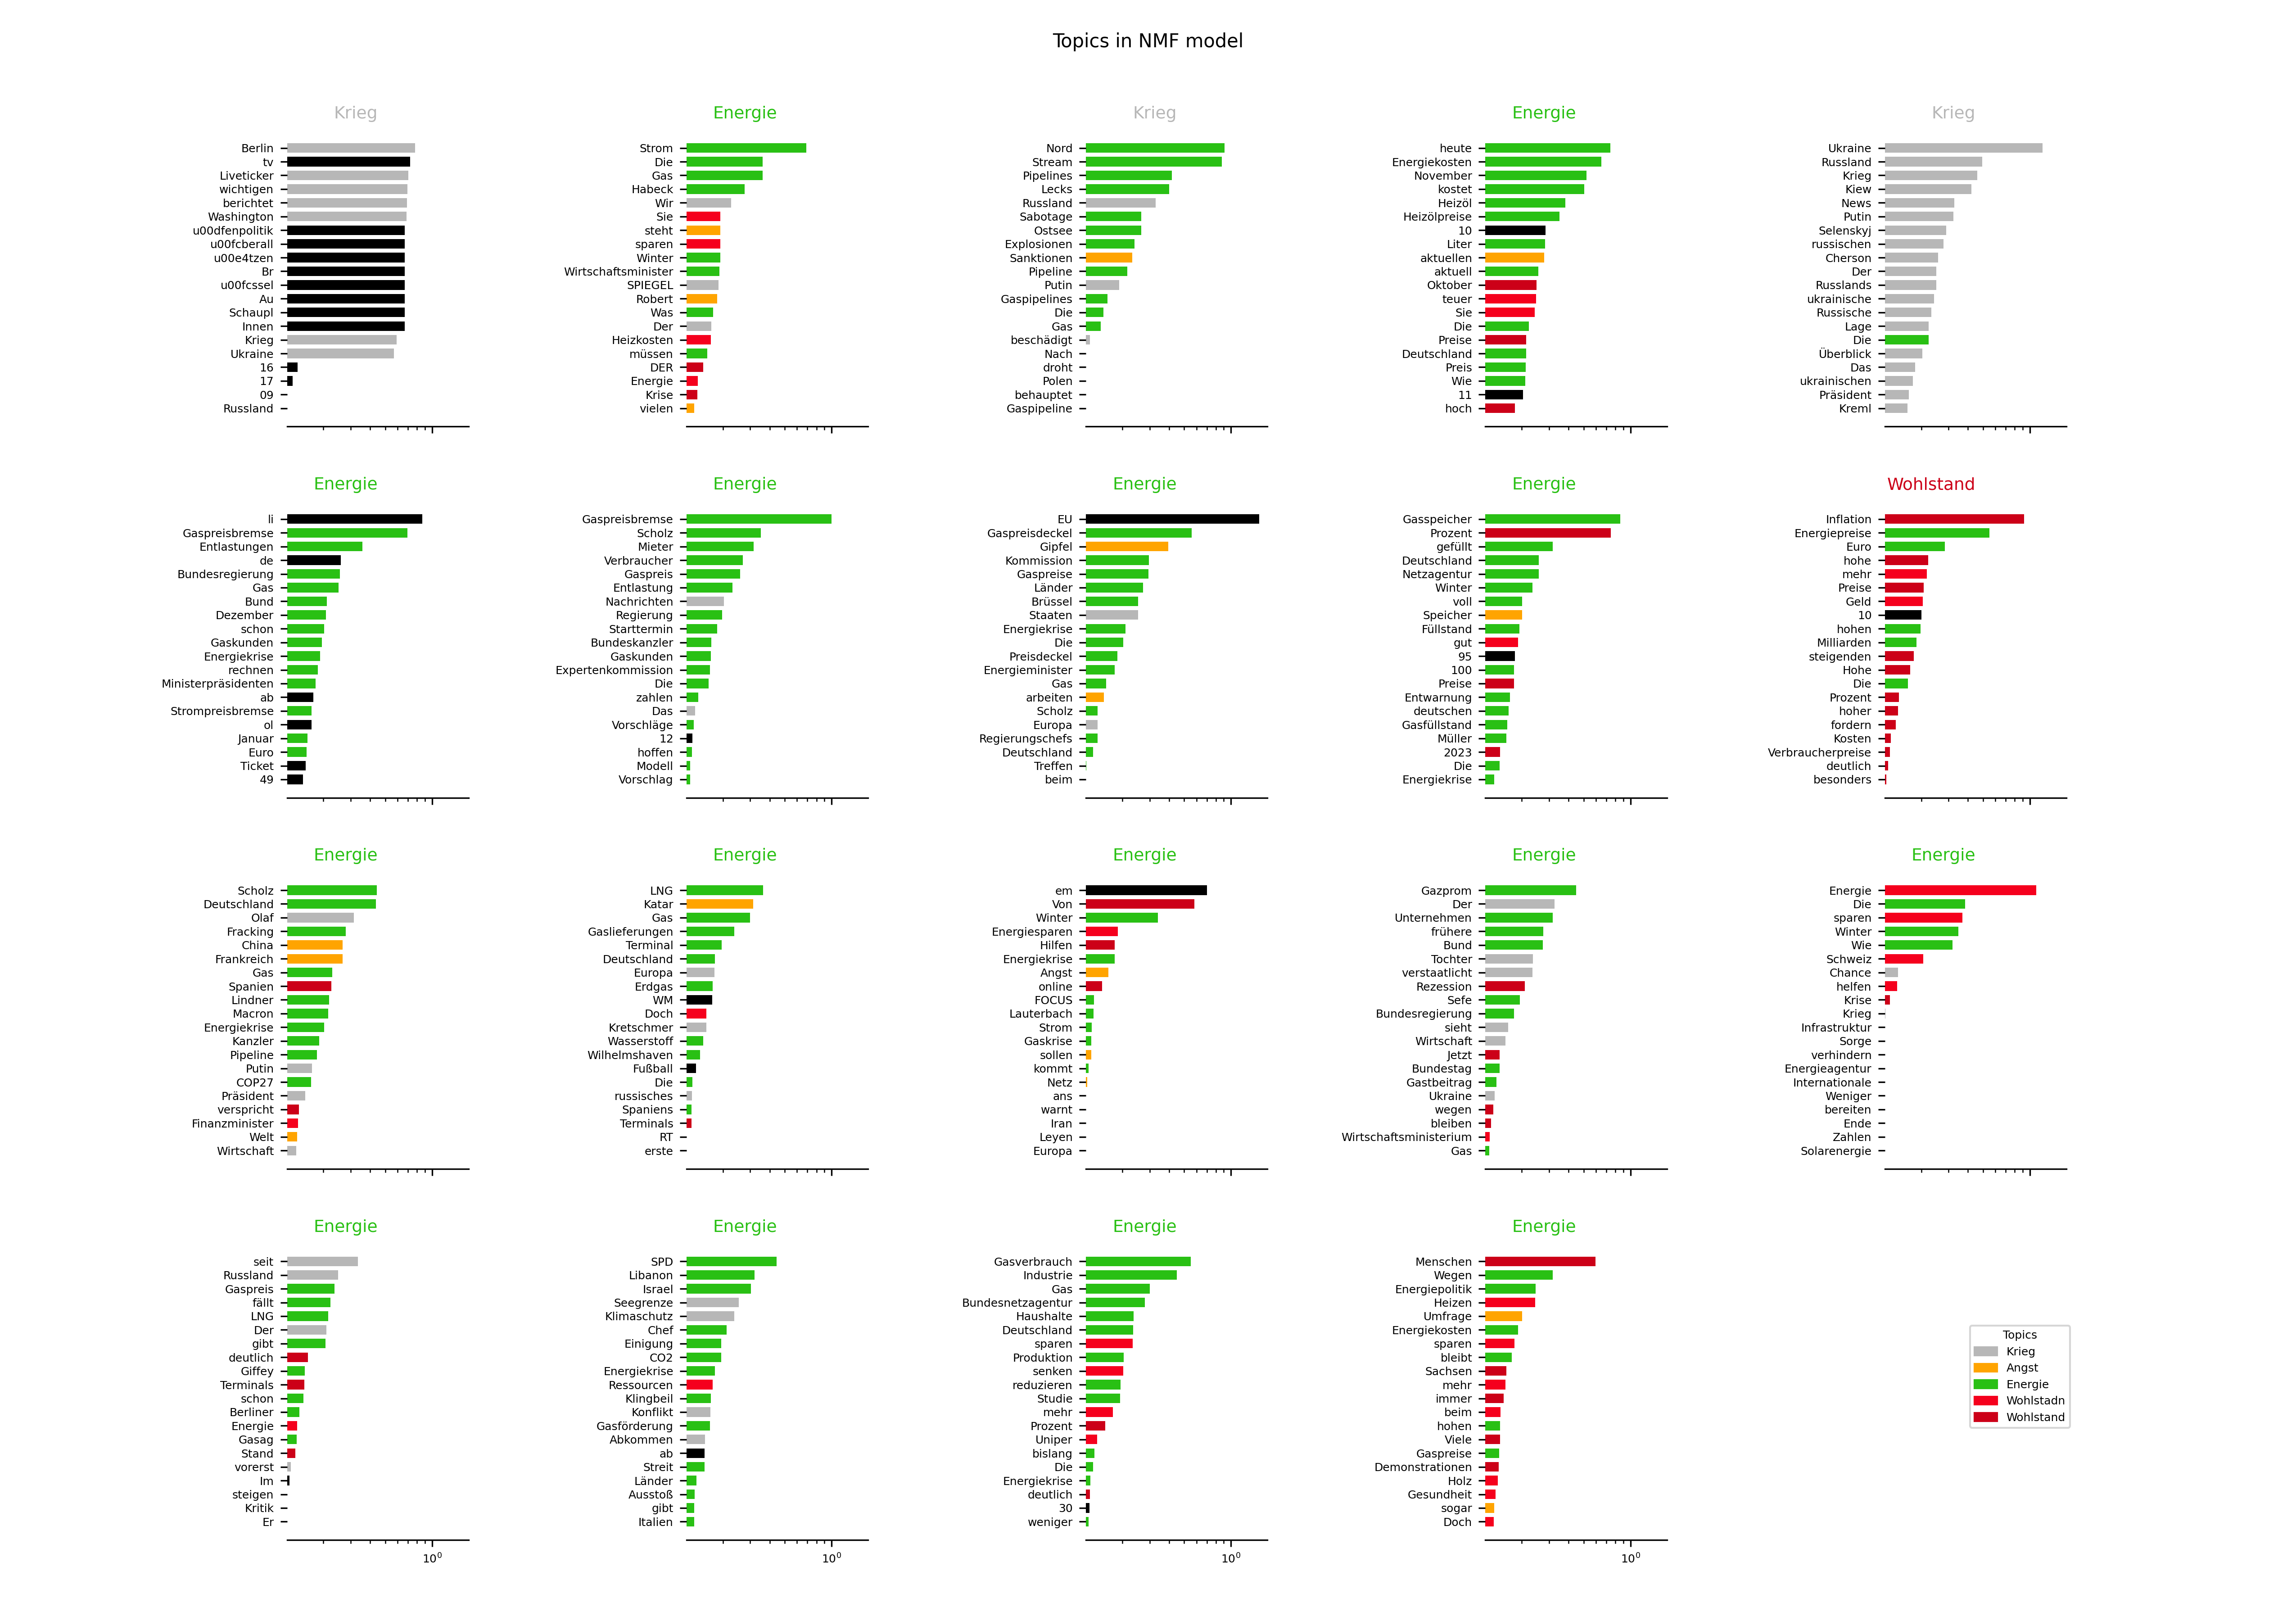 Topics in NMF model
Krieg
Berlin
tv
Liveticker
wichtigen
berichtet
Washington
u00dfenpolitik
u00fcberall
u00e4tzen
Br
u00fcssel
Au
Schaupl
Innen
Krieg
Ukraine
16
17
09
Russland
Energie
Strom
Die
Gas
Habeck
Wir
Sie
steht
sparen
Winter
Wirtschaftsminister
SPIEGEL
Robert
Was
Der
Heizkosten
müssen
DER
Energie
Krise
vielen
Krieg
Nord
Stream
Pipelines
Lecks
Russland
Sabotage
Ostsee
Explosionen
Sanktionen
Pipeline
Putin
Gaspipelines
Die
Gas
beschädigt
Nach
droht
Polen
behauptet
Gaspipeline
Energie
heute
Energiekosten
November
kostet
Heizöl
Heizölpreise
10
Liter
aktuellen
aktuell
Oktober
teuer
Sie
Die
Preise
Deutschland
Preis
Wie
11
hoch
Krieg
Ukraine
Russland
Krieg
Kiew
News
Putin
Selenskyj
russischen
Cherson
Der
Russlands
ukrainische
Russische
Lage
Die
Überblick
Das
ukrainischen
Präsident
Kreml
Energie
li
Gaspreisbremse
Entlastungen
de
Bundesregierung
Gas
Bund
Dezember
schon
Gaskunden
Energiekrise
rechnen
Ministerpräsidenten
ab
Strompreisbremse
ol
Januar
Euro
Ticket
49
Energie
Gaspreisbremse
Scholz
Mieter
Verbraucher
Gaspreis
Entlastung
Nachrichten
Regierung
Starttermin
Bundeskanzler
Gaskunden
Expertenkommission
Die
zahlen
Das
Vorschläge
12
hoffen
Modell
Vorschlag
Energie
EU
Gaspreisdeckel
Gipfel
Kommission
Gaspreise
Länder
Brüssel
Staaten
Energiekrise
Die
Preisdeckel
Energieminister
Gas
arbeiten
Scholz
Europa
Regierungschefs
Deutschland
Treffen
beim
Energie
Gasspeicher
Prozent
gefüllt
Deutschland
Netzagentur
Winter
voll
Speicher
Füllstand
gut
95
100
Preise
Entwarnung
deutschen
Gasfüllstand
Müller
2023
Die
Energiekrise
Wohlstand
Inflation
Energiepreise
Euro
hohe
mehr
Preise
Geld
10
hohen
Milliarden
steigenden
Hohe
Die
Prozent
hoher
fordern
Kosten
Verbraucherpreise
deutlich
besonders
Energie
Scholz
Deutschland
Olaf
Fracking
China
Frankreich
Gas
Spanien
Lindner
Macron
Energiekrise
Kanzler
Pipeline
Putin
COP27
Präsident
verspricht
Finanzminister
Welt
Wirtschaft
Energie
LNG
Katar
Gas
Gaslieferungen
Terminal
Deutschland
Europa
Erdgas
WM
Doch
Kretschmer
Wasserstoff
Wilhelmshaven
Fußball
Die
russisches
Spaniens
Terminals
RT
erste
Energie
em
Von
Winter
Energiesparen
Hilfen
Energiekrise
Angst
online
FOCUS
Lauterbach
Strom
Gaskrise
sollen
kommt
Netz
ans
warnt
Iran
Leyen
Europa
Energie
Gazprom
Der
Unternehmen
frühere
Bund
Tochter
verstaatlicht
Rezession
Sefe
Bundesregierung
sieht
Wirtschaft
Jetzt
Bundestag
Gastbeitrag
Ukraine
wegen
bleiben
Wirtschaftsministerium
Gas
Energie
Energie
Die
sparen
Winter
Wie
Schweiz
Chance
helfen
Krise
Krieg
Infrastruktur
Sorge
verhindern
Energieagentur
Internationale
Weniger
bereiten
Ende
Zahlen
Solarenergie
Energie
seit
Russland
Gaspreis
fällt
LNG
Der
gibt
deutlich
Giffey
Terminals
schon
Berliner
Energie
Gasag
Stand
vorerst
Im
steigen
Kritik
Er
10⁰
Energie
SPD
Libanon
Israel
Seegrenze
Klimaschutz
Chef
Einigung
CO2
Energiekrise
Ressourcen
Klingbeil
Konflikt
Gasförderung
Abkommen
ab
Streit
Länder
Ausstoß
gibt
Italien
10⁰
Energie
Gasverbrauch
Industrie
Gas
Bundesnetzagentur
Haushalte
Deutschland
sparen
Produktion
senken
reduzieren
Studie
mehr
Prozent
Uniper
bislang
Die
Energiekrise
deutlich
30
weniger
10⁰
Energie
Menschen
Wegen
Energiepolitik
Heizen
Umfrage
Energiekosten
sparen
bleibt
Sachsen
mehr
immer
beim
hohen
Viele
Gaspreise
Demonstrationen
Holz
Gesundheit
sogar
Doch
10⁰
Topics
Krieg
Angst
Energie
Wohlstadn
Wohlstand